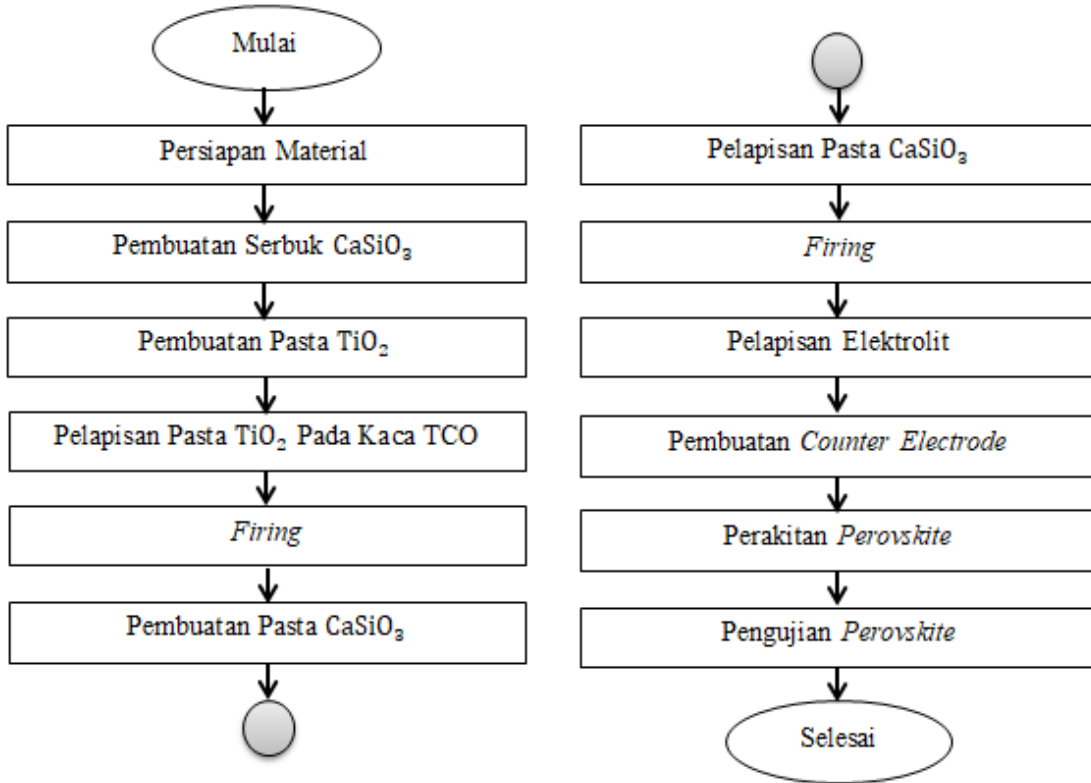 Mulai
Persiapan Material
Pembuatan Serbuk CaSiO₃
Pembuatan Pasta TiO₂
Pelapisan Pasta TiO₂ Pada Kaca TCO
Firing
Pembuatan Pasta CaSiO₃
Pelapisan Pasta CaSiO₃
Firing
Pelapisan Elektrolit
Pembuatan Counter Electrode
Perakitan Perovskite
Pengujian Perovskite
Selesai